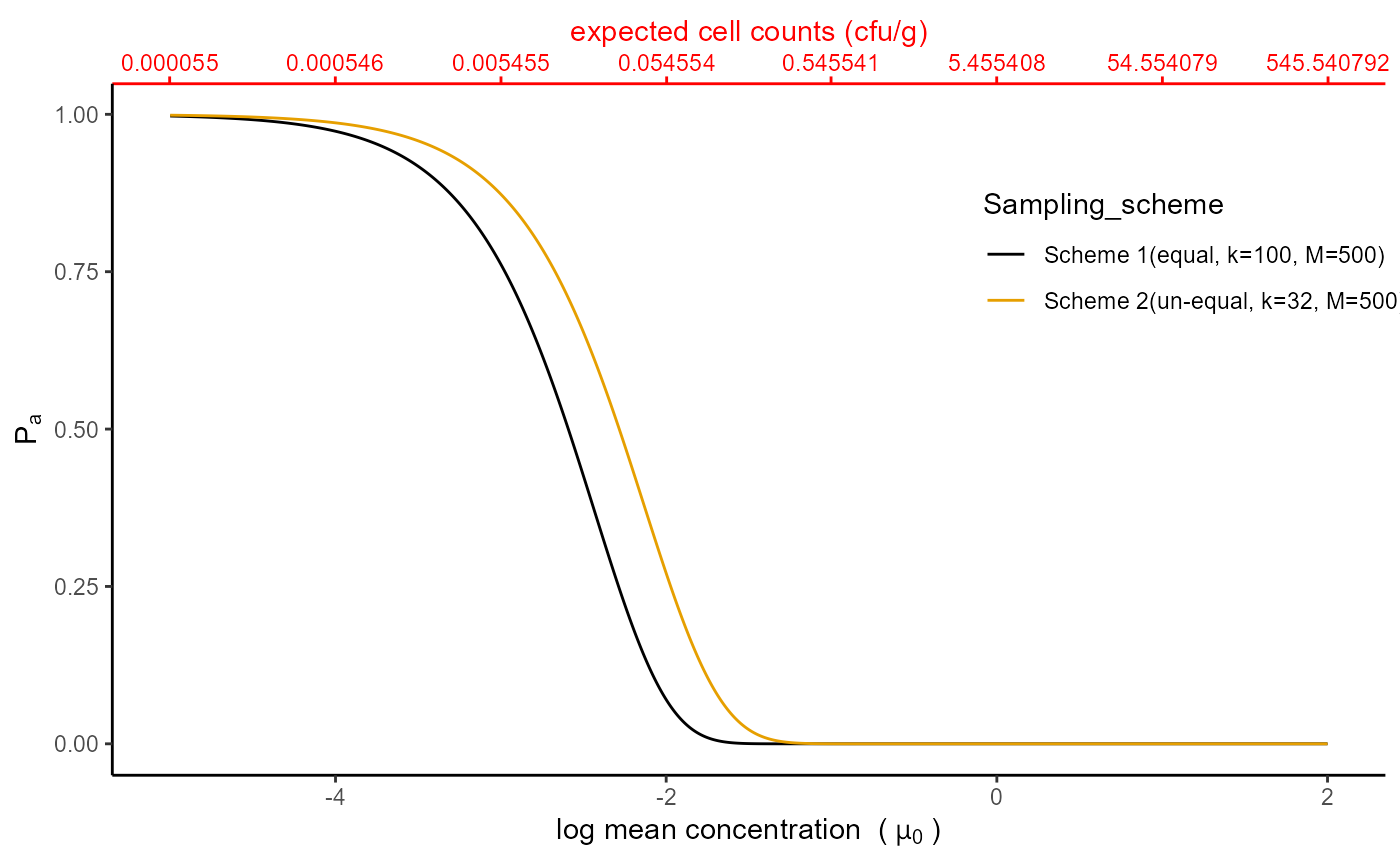 expected cell counts (cfu/g)
0.000055 0.000546 0.005455 0.054554 0.545541 5.455408 54.554079 545.540792
1.00
0.75
0.50
0.25
0.00
Pa
Sampling_scheme
Scheme 1(equal, k=100, M=500)
Scheme 2(un-equal, k=32, M=500
-4 -2 0 2
log mean concentration ( μ0 )